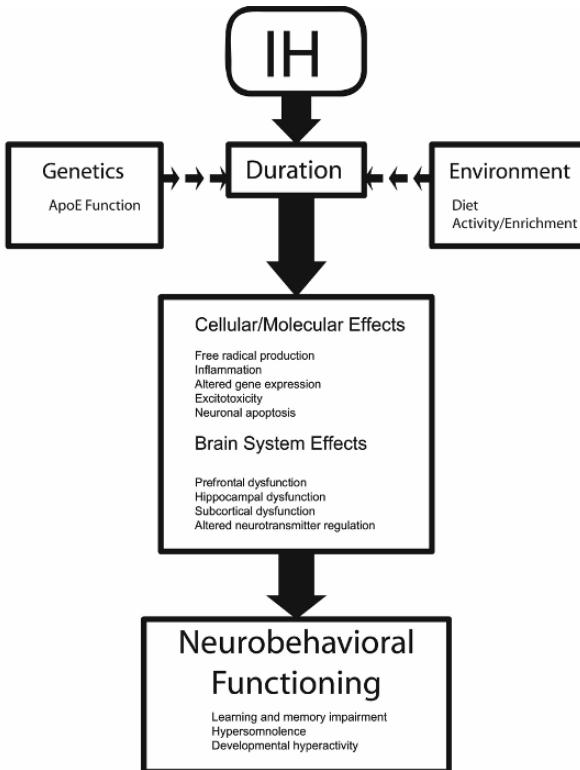 IH
Genetics
ApoE Function
Duration
Environment
Diet
Activity/Enrichment
Cellular/Molecular Effects
Free radical production
Inflammation
Altered gene expression
Excitotoxicity
Neuronal apoptosis
Brain System Effects
Prefrontal dysfunction
Hippocampal dysfunction
Subcortical dysfunction
Altered neurotransmitter regulation
Neurobehavioral
Functioning
Learning and memory impairment
Hypersomnolence
Developmental hyperactivity